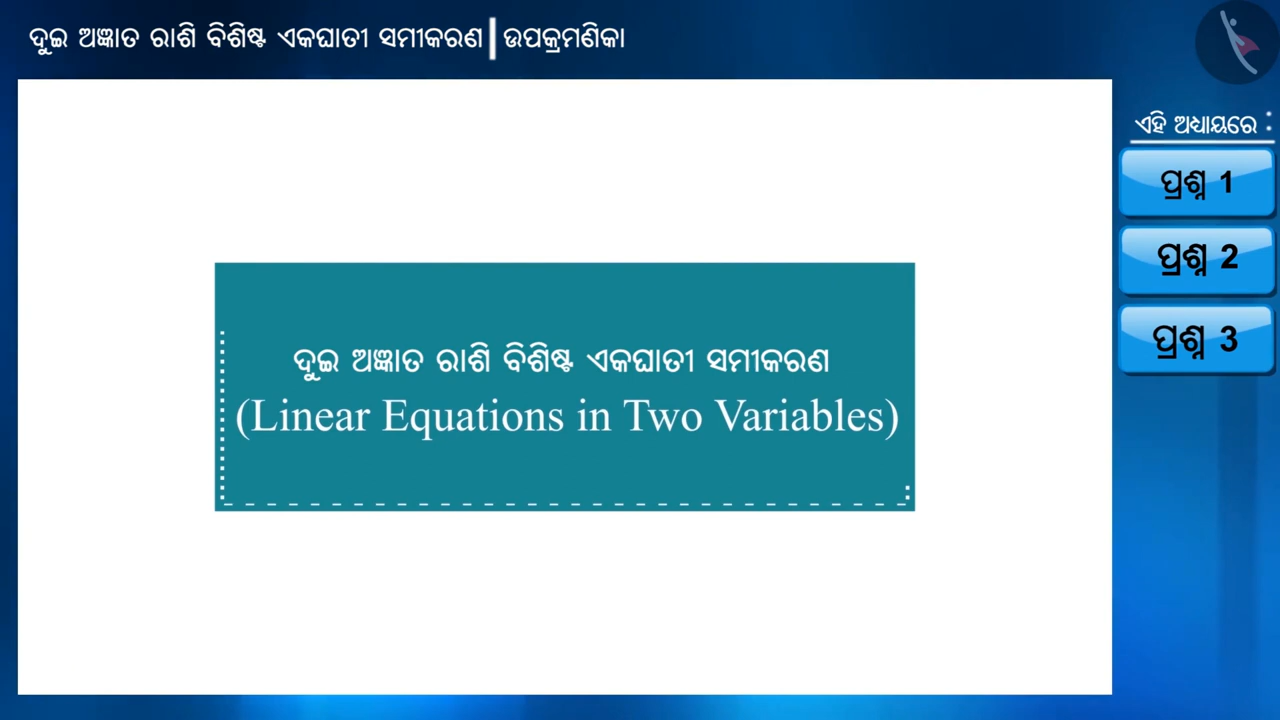 ଦୁଇ ଅଜ୍ଞାତ ରାଶି ବିଶିଷ୍ଟ ଏକଘାତୀ ସମୀକରଣ | ଉପକ୍ରମଣିକା
ଏହି ଅଧ୍ୟାୟରେ :
ପ୍ରଶ୍ନ 1
ପ୍ରଶ୍ନ 2
ପ୍ରଶ୍ନ 3
ଦୁଇ ଅଜ୍ଞାତ ରାଶି ବିଶିଷ୍ଟ ଏକଘାତୀ ସମୀକରଣ
(Linear Equations in Two Variables)